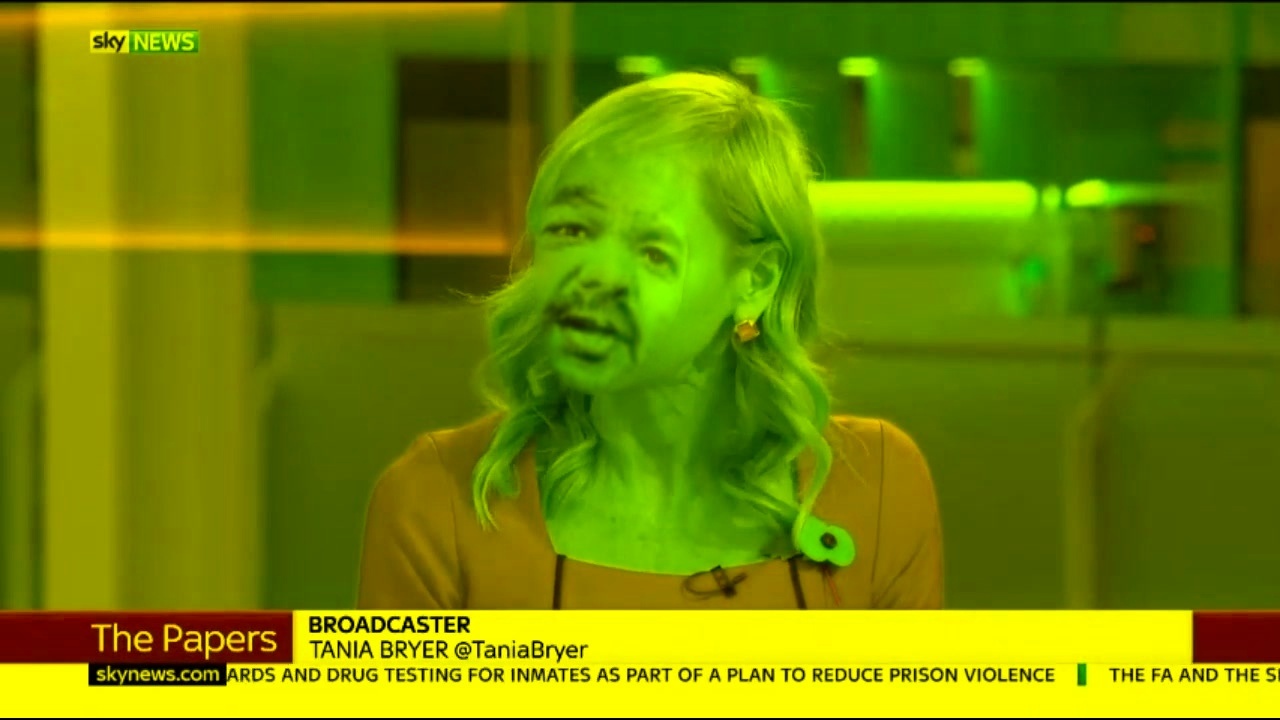 sky NEWS
The Papers
BROADCASTER
TANIA BRYER @TaniaBryer
skynews.com
ARDS AND DRUG TESTING FOR INMATES AS PART OF A PLAN TO REDUCE PRISON VIOLENCE
THE FA AND THE S